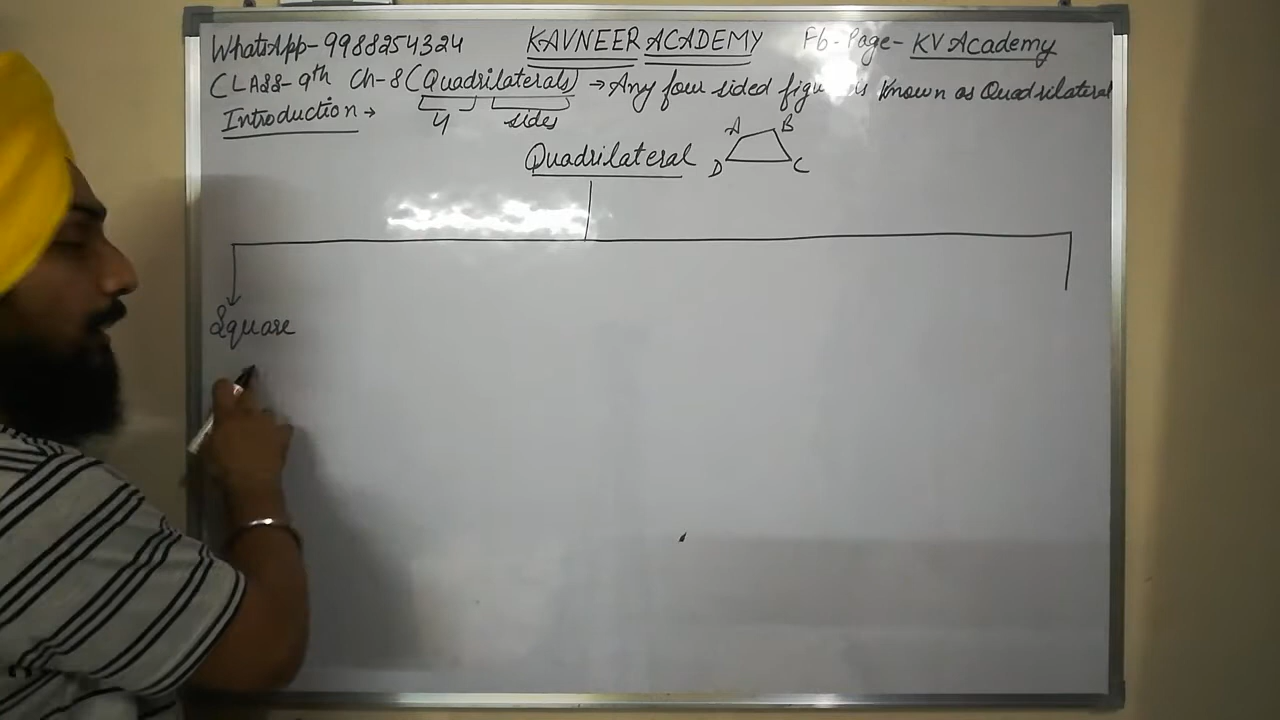 WhatsApp-9988254324 KAVNEER ACADEMY Fb-Page-KV Academy
CLASS-9th Ch-8(Quadrilaterals) →Any four sided figu is Known as Quadrilateral
Introduction→ 4 sides
A B
Quadrilateral D C
Square